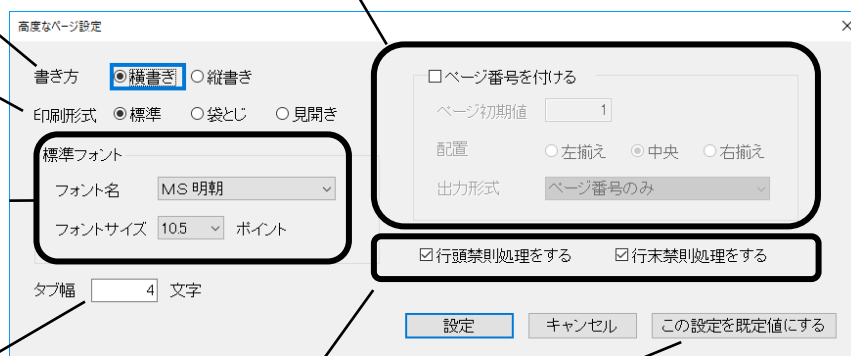 高度なページ設定
書き方 横書き 縦書き
印刷形式 標準 袋とじ 見開き
標準フォント
フォント名 MS 明朝
フォントサイズ 10.5 ポイント
タブ幅 4 文字
ページ番号を付ける
ページ初期値 1
配置 左揃え 中央 右揃え
出力形式 ページ番号のみ
行頭禁則処理をする 行末禁則処理をする
設定 キャンセル この設定を既定値にする